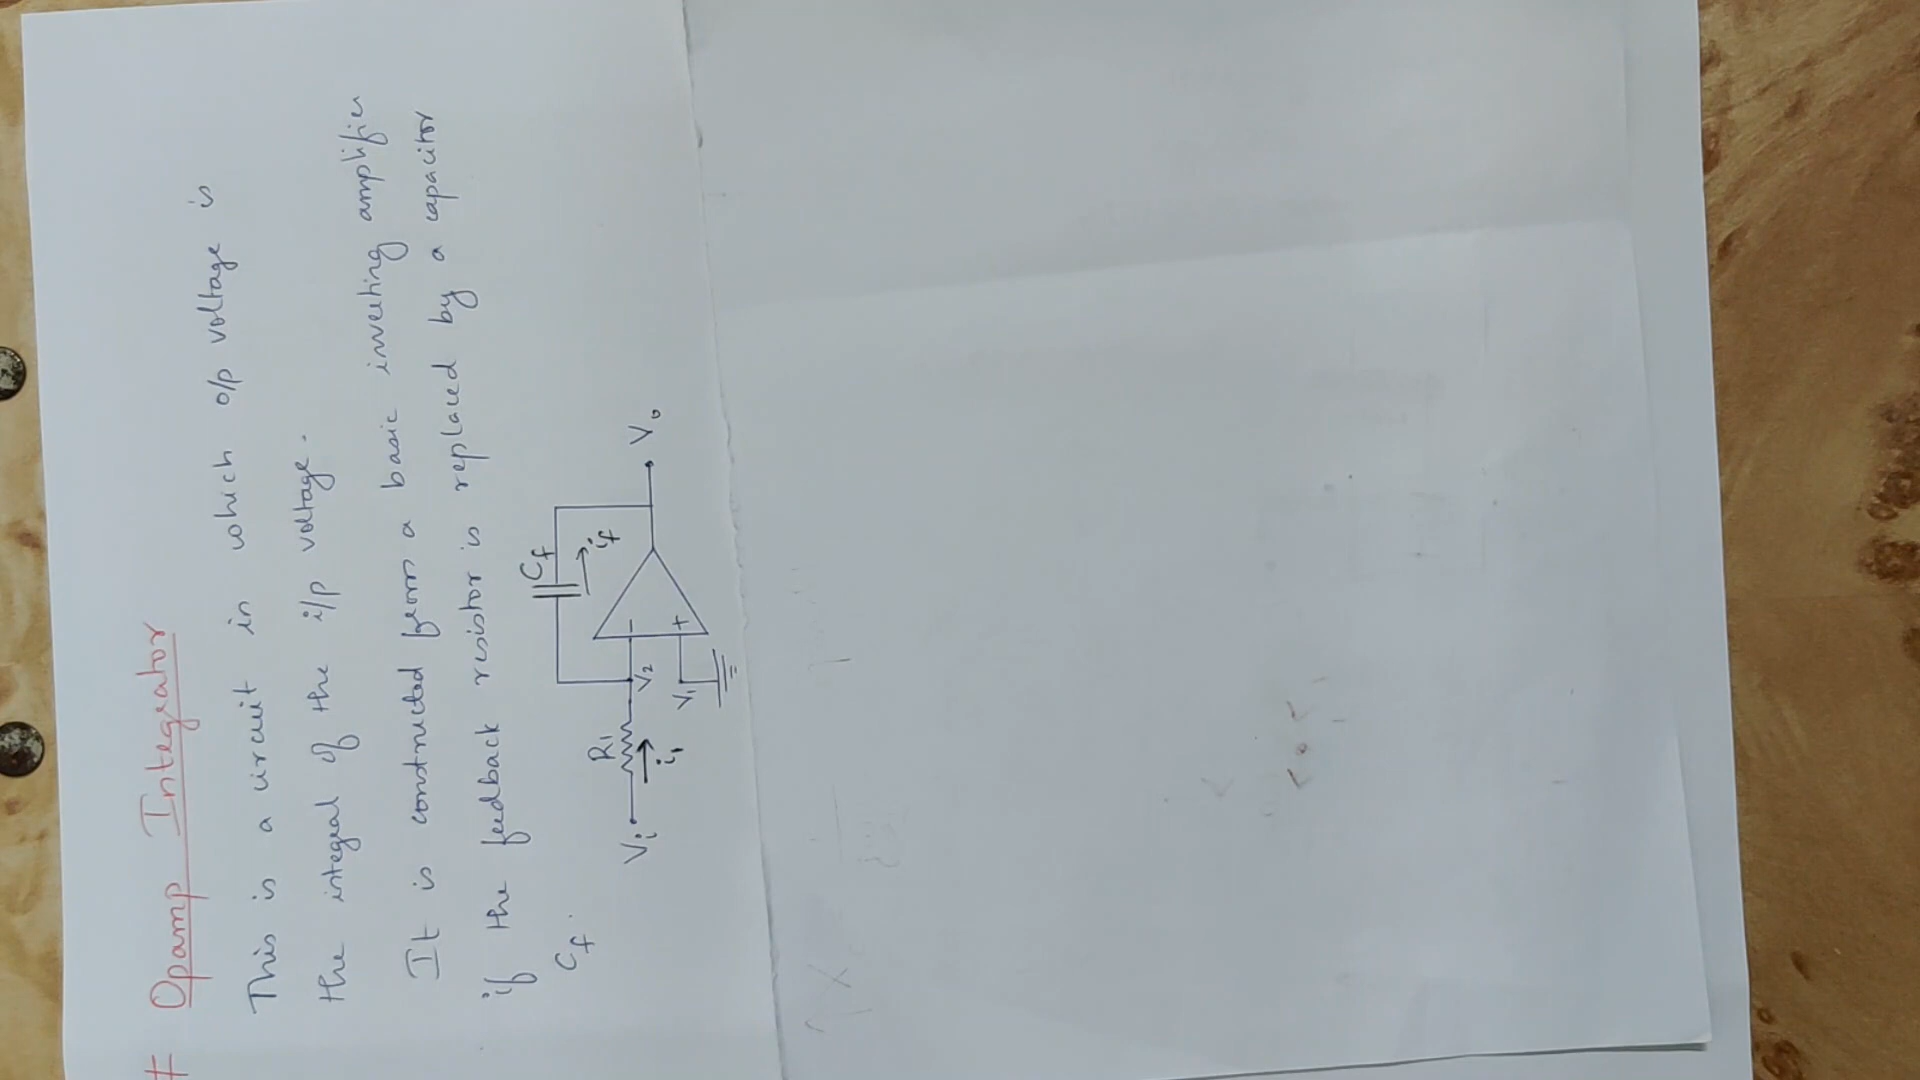 # Opamp Integrator
This is a circuit in which o/p voltage is
the integral of the i/p voltage.
It is constructed from a basic inverting amplifier
if the feedback resistor is replaced by a capacitor
Cf.
Cf
if
R1
i1
Vi
V2
−
+
V1
Vo